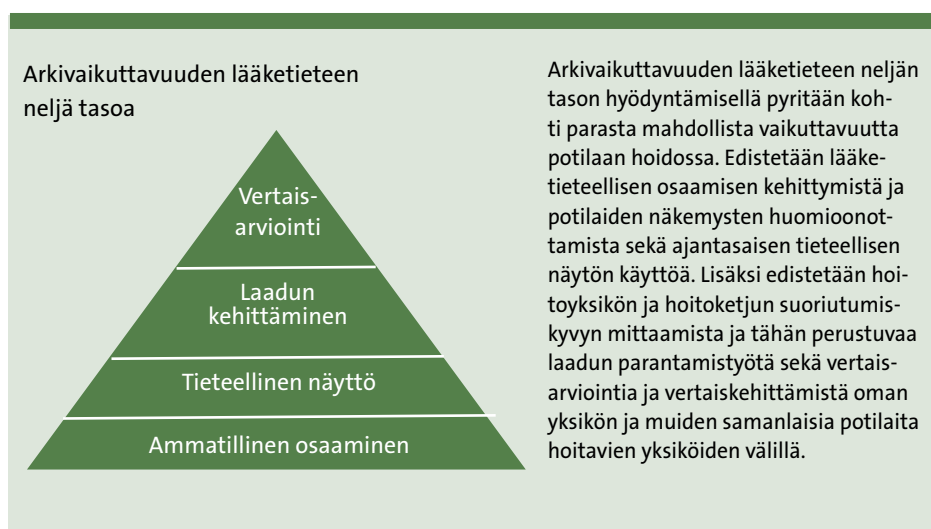 Arkivaikuttavuuden lääketieteen
neljä tasoa
Vertais-
arviointi
Laadun
kehittäminen
Tieteellinen näyttö
Ammatillinen osaaminen
Arkivaikuttavuuden lääketieteen neljän
tason hyödyntämisellä pyritään koh-
ti parasta mahdollista vaikuttavuutta
potilaan hoidossa. Edistetään lääke-
tieteellisen osaamisen kehittymistä ja
potilaiden näkemysten huomioonot-
tamista sekä ajantasaisen tieteellisen
näytön käyttöä. Lisäksi edistetään hoi-
toyksikön ja hoitoketjun suoriutumis-
kyvyn mittaamista ja tähän perustuvaa
laadun parantamistyötä sekä vertais-
arviointia ja vertaiskehittämistä oman
yksikön ja muiden samanlaisia potilaita
hoitavien yksiköiden välillä.